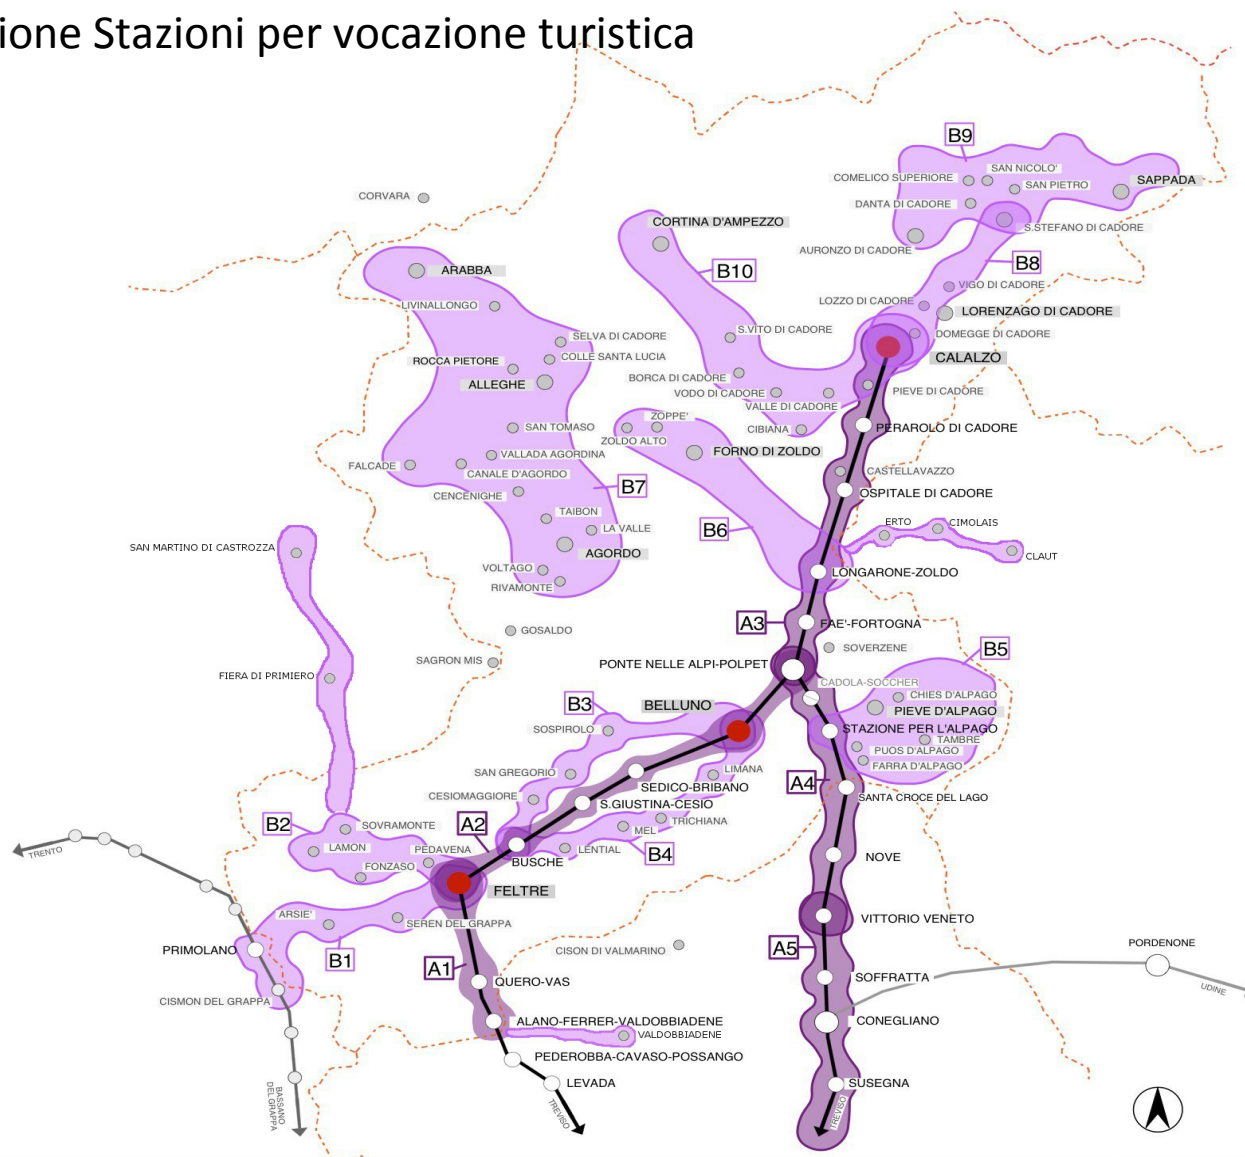 ione Stazioni per vocazione turistica
B9
SAN NICOLO'
COMELICO SUPERIORE
SAN PIETRO
SAPPADA
CORVARA
DANTA DI CADORE
CORTINA D'AMPEZZO
S.STEFANO DI CADORE
AURONZO DI CADORE
B8
B10
ARABBA
VIGO DI CADORE
LIVINALLONGO
LOZZO DI CADORE
LORENZAGO DI CADORE
S.VITO DI CADORE
SELVA DI CADORE
DOMEGGE DI CADORE
COLLE SANTA LUCIA
ROCCA PIETORE
CALALZO
ALLEGHE
BORCA DI CADORE
VODO DI CADORE
PIEVE DI CADORE
VALLE DI CADORE
ZOPPE'
SAN TOMASO
CIBIANA
PERAROLO DI CADORE
ZOLDO ALTO
FORNO DI ZOLDO
VALLADA AGORDINA
FALCADE
CANALE D'AGORDO
CASTELLAVAZZO
B7
CENCENIGHE
OSPITALE DI CADORE
TAIBON
LA VALLE
B6
ERTO
CIMOLAIS
SAN MARTINO DI CASTROZZA
AGORDO
CLAUT
VOLTAGO
LONGARONE-ZOLDO
RIVAMONTE
A3
FAE'-FORTOGNA
GOSALDO
SOVERZENE
B5
SAGRON MIS
PONTE NELLE ALPI-POLPET
FIERA DI PRIMIERO
CADOLA-SOCCHER
CHIES D'ALPAGO
B3
BELLUNO
PIEVE D'ALPAGO
SOSPIROLO
STAZIONE PER L'ALPAGO
TAMBRE
PUOS D'ALPAGO
FARRA D'ALPAGO
SAN GREGORIO
LIMANA
SEDICO-BRIBANO
A4
CESIOMAGGIORE
S.GIUSTINA-CESIO
SANTA CROCE DEL LAGO
B2
SOVRAMONTE
A2
TRICHIANA
MEL
TRENTO
LAMON
PEDAVENA
LENTIAL
B4
NOVE
FONZASO
BUSCHE
FELTRE
ARSIE'
SEREN DEL GRAPPA
VITTORIO VENETO
PRIMOLANO
B1
CISON DI VALMARINO
A5
PORDENONE
A1
QUERO-VAS
SOFFRATTA
UDINE
CISMON DEL GRAPPA
ALANO-FERRER-VALDOBBIADENE
CONEGLIANO
VALDOBBIADENE
PEDEROBBA-CAVASO-POSSANGO
LEVADA
SUSEGNA
BASSANO
DEL GRAPPA
TREVISO
TREVISO